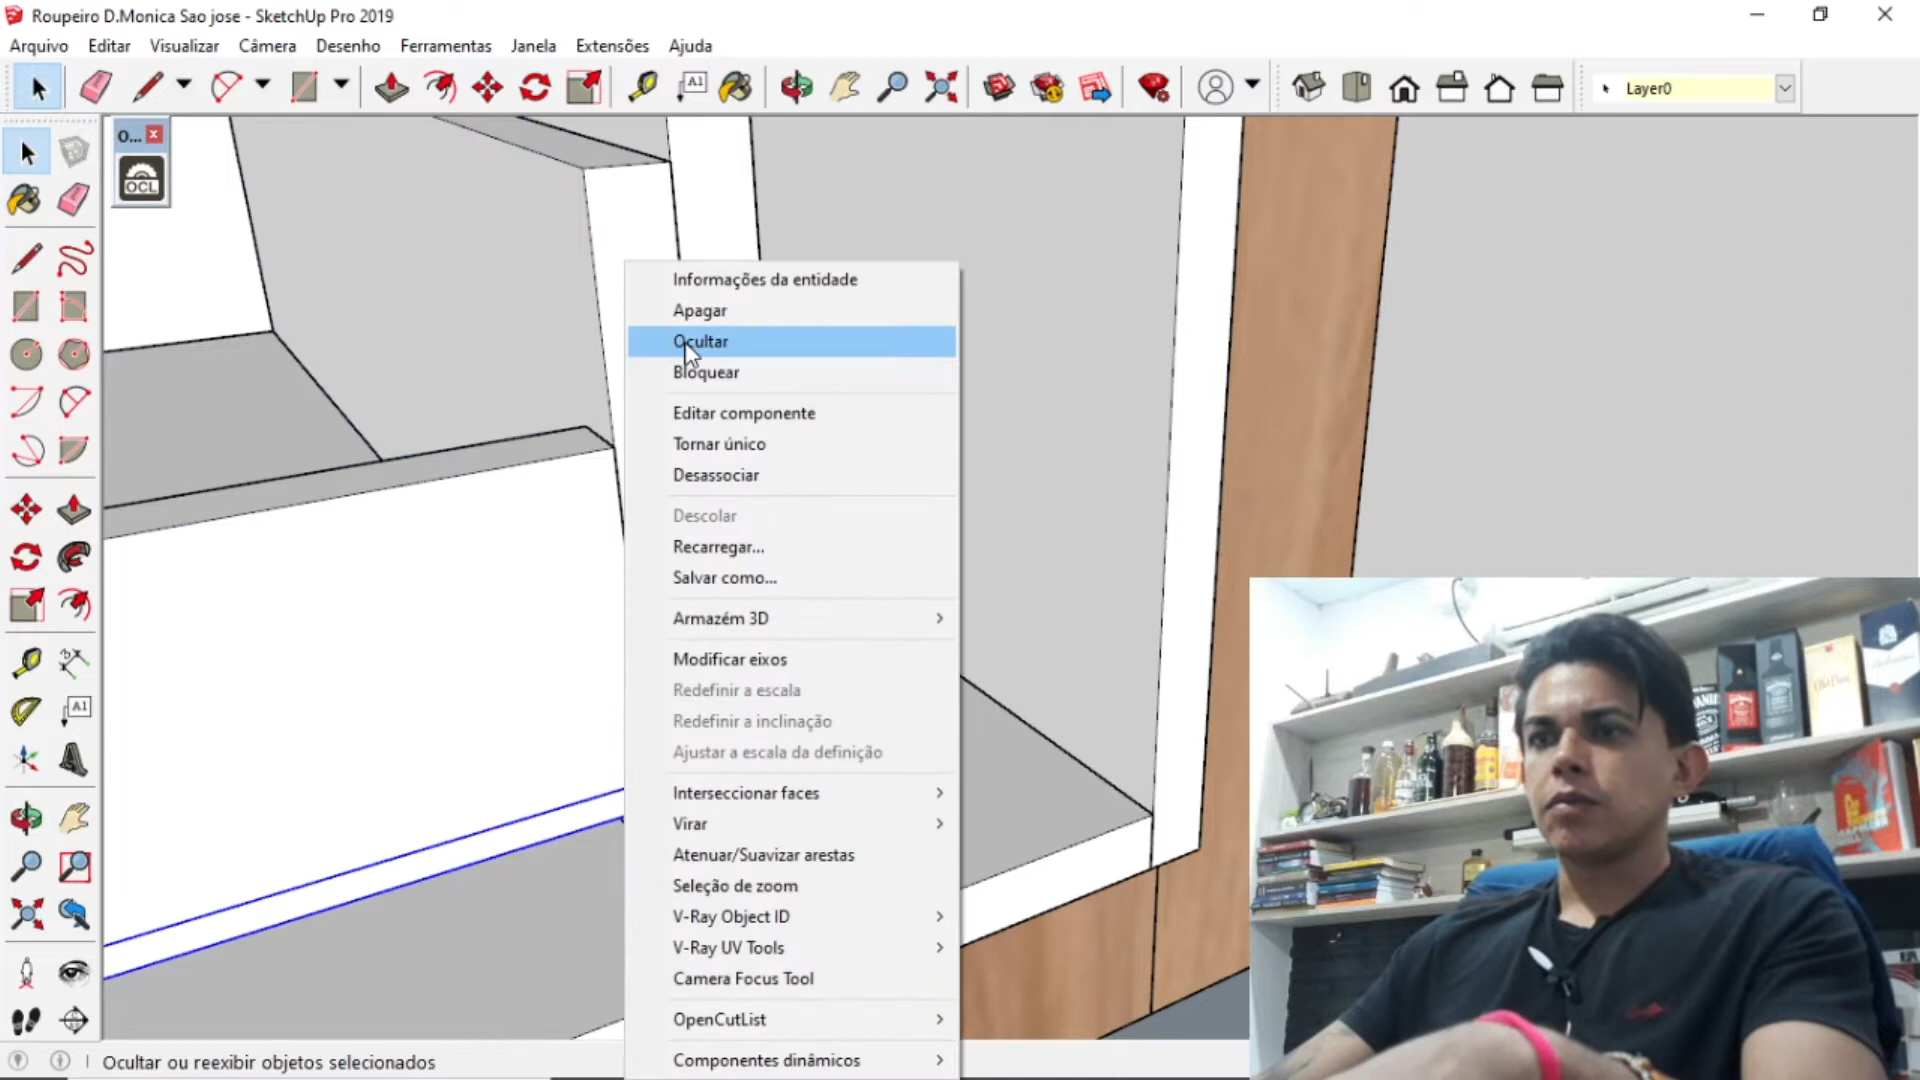 Roupeiro D.Monica Sao jose - SketchUp Pro 2019
Arquivo Editar Visualizar Câmera Desenho Ferramentas Janela Extensões Ajuda
A1
Layer0
O...
OCL
Informações da entidade
Apagar
Ocultar
Bloquear
Editar componente
Tornar único
Desassociar
Descolar
Recarregar...
Salvar como...
Armazém 3D
Modificar eixos
Redefinir a escala
Redefinir a inclinação
Ajustar a escala da definição
Interseccionar faces
Virar
Atenuar/Suavizar arestas
Seleção de zoom
V-Ray Object ID
V-Ray UV Tools
Camera Focus Tool
OpenCutList
Componentes dinâmicos
A1
Ocultar ou reexibir objetos selecionados